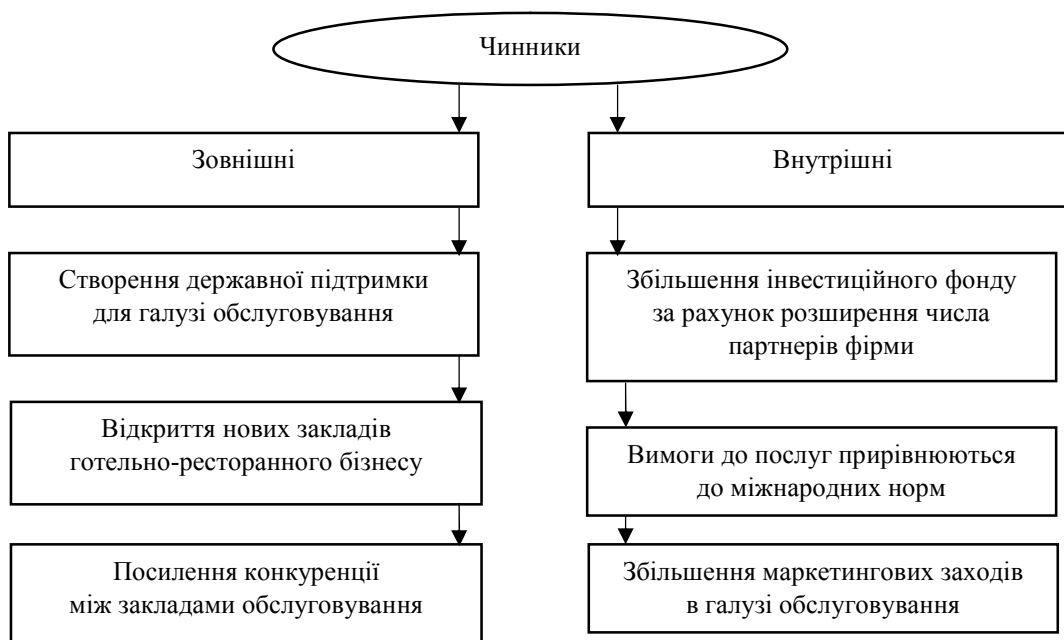 Чинники
Зовнішні
Внутрішні
Створення державної підтримки
для галузі обслуговування
Збільшення інвестиційного фонду
за рахунок розширення числа
партнерів фірми
Відкриття нових закладів
готельно-ресторанного бізнесу
Вимоги до послуг прирівнюються
до міжнародних норм
Посилення конкуренції
між закладами обслуговування
Збільшення маркетингових заходів
в галузі обслуговування